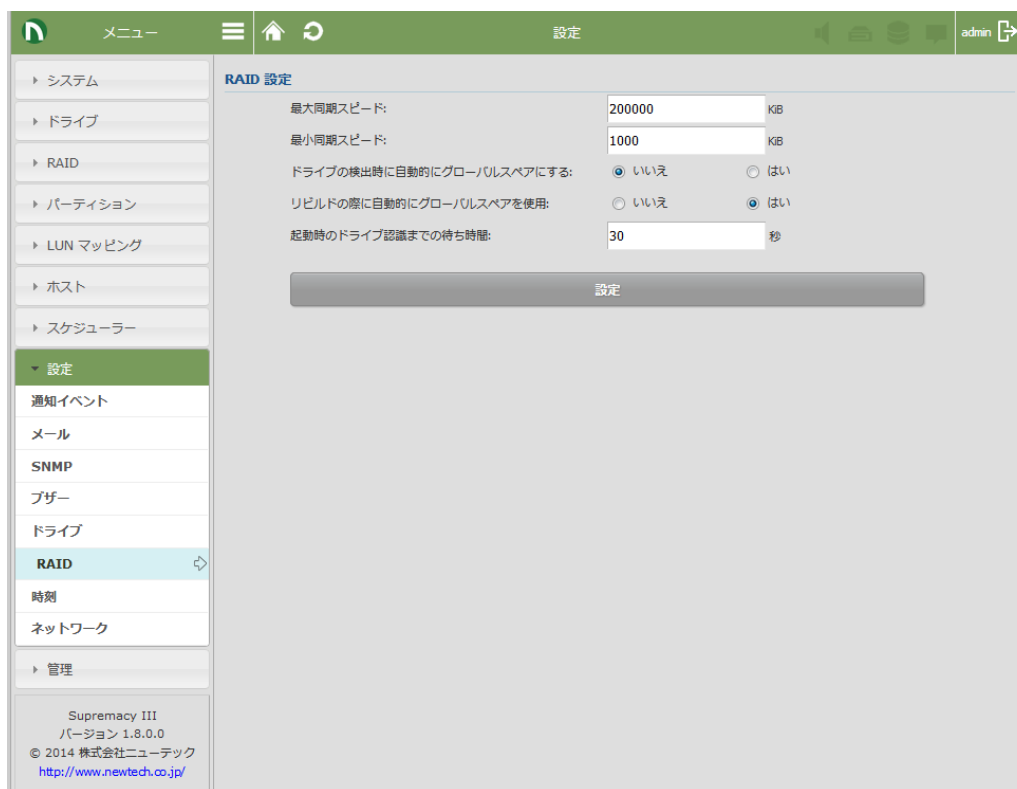 メニュー
設定
admin
システム
ドライブ
RAID
パーティション
LUN マッピング
ホスト
スケジューラー
設定
通知イベント
メール
SNMP
ブザー
ドライブ
RAID
時刻
ネットワーク
管理
Supremacy III
バージョン 1.8.0.0
© 2014 株式会社ニューテック
http://www.newtech.co.jp/
RAID 設定
最大同期スピード: 200000 KiB
最小同期スピード: 1000 KiB
ドライブの検出時に自動的にグローバルスペアにする: いいえ はい
リビルドの際に自動的にグローバルスペアを使用: いいえ はい
起動時のドライブ認識までの待ち時間: 30 秒
設定